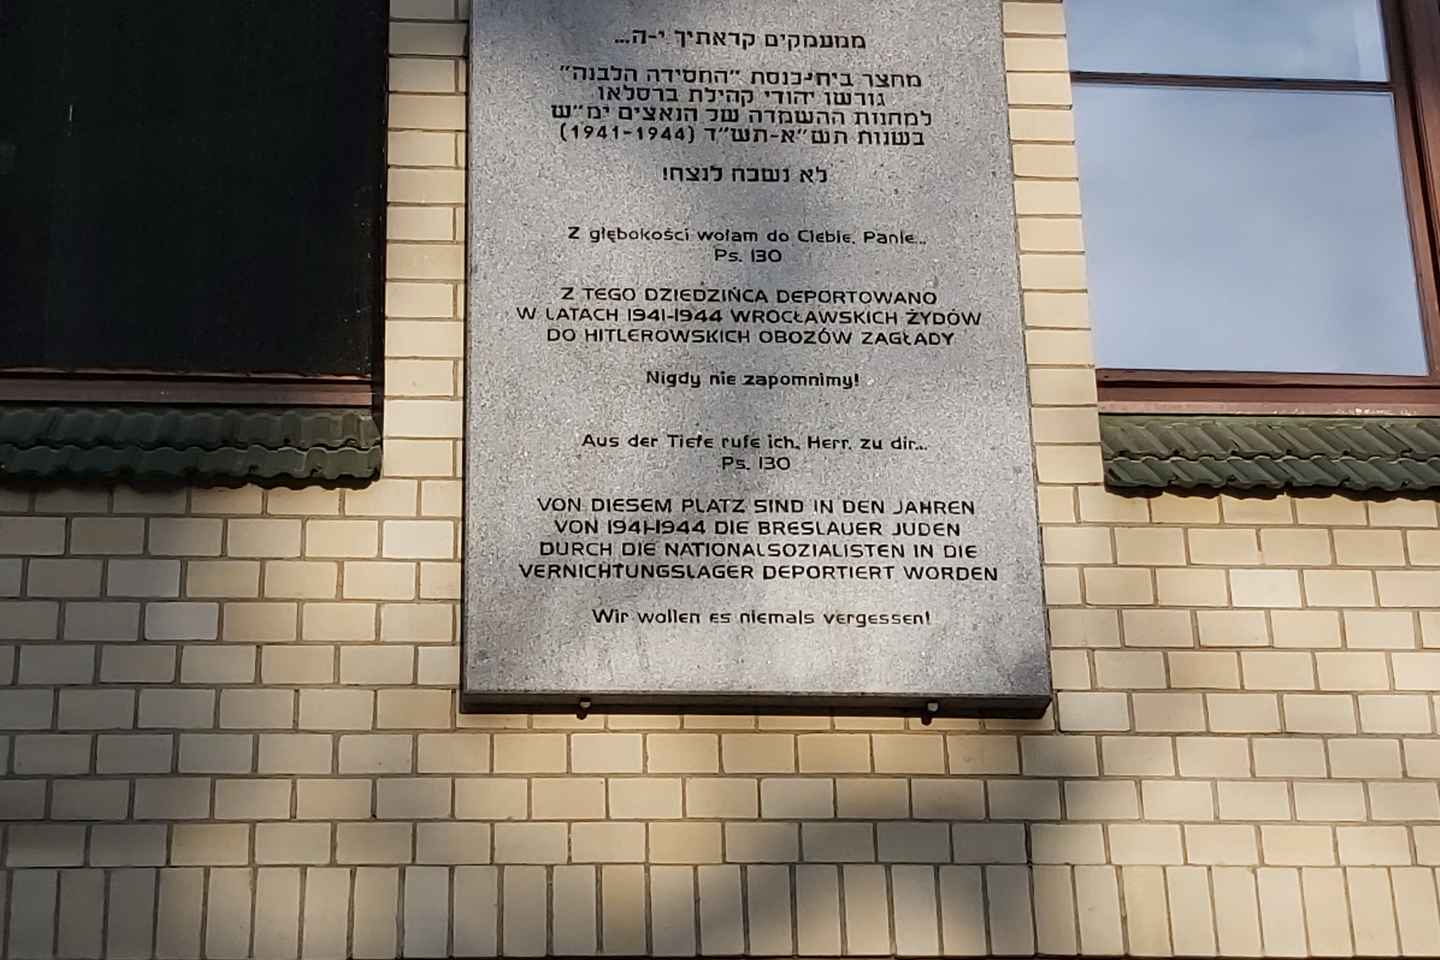 ממעמקים קראתיך י-ה...
מחצר בית-כנסת "החסידה הלבנה"
גורשו יהודי קהילת ברסלאו
למחנות ההשמדה של הנאצים ימ"ש
בשנות תש"א-תש"ד (1941-1944)
לא נשכח לנצח!
Z głębokości wołam do Ciebie, Panie...
Ps. 130
Z TEGO DZIEDZIŃCA DEPORTOWANO
W LATACH 1941-1944 WROCŁAWSKICH ŻYDÓW
DO HITLEROWSKICH OBOZÓW ZAGŁADY
Nigdy nie zapomnimy!
Aus der Tiefe rufe ich, Herr, zu dir...
Ps. 130
VON DIESEM PLATZ SIND IN DEN JAHREN
VON 1941-1944 DIE BRESLAUER JUDEN
DURCH DIE NATIONALSOZIALISTEN IN DIE
VERNICHTUNGSLAGER DEPORTIERT WORDEN
Wir wollen es niemals vergessen!